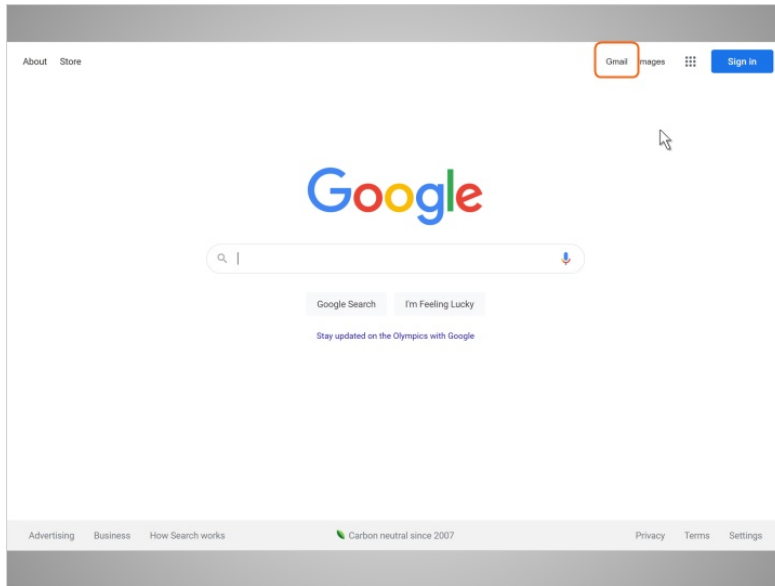 About Store Gmail mages Sign in
Google
Google Search I'm Feeling Lucky
Stay updated on the Olympics with Google
Advertising Business How Search works Carbon neutral since 2007 Privacy Terms Settings